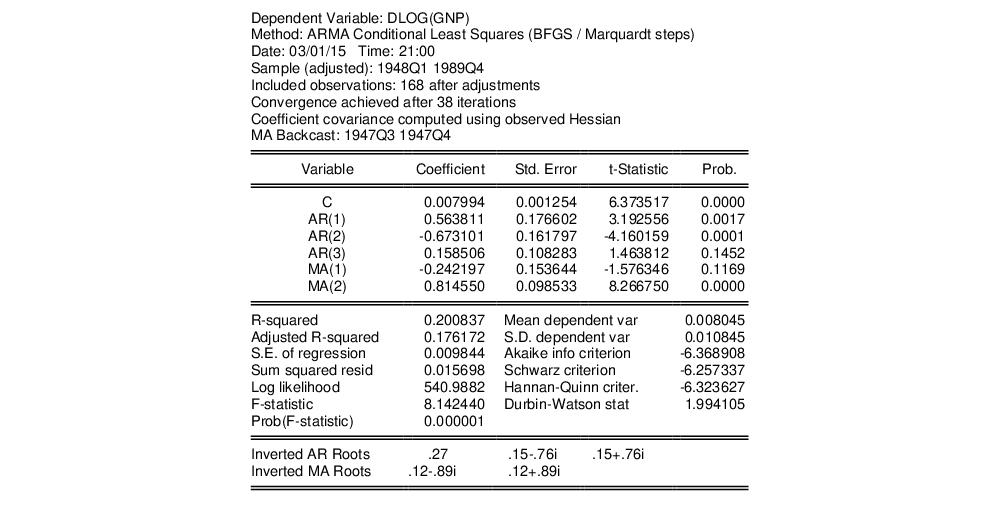 Dependent Variable: DLOG(GNP)
Method: ARMA Conditional Least Squares (BFGS / Marquardt steps)
Date: 03/01/15 Time: 21:00
Sample (adjusted): 1948Q1 1989Q4
Included observations: 168 after adjustments
Convergence achieved after 38 iterations
Coefficient covariance computed using observed Hessian
MA Backcast: 1947Q3 1947Q4
Variable Coefficient Std. Error t-Statistic Prob.
C 0.007994 0.001254 6.373517 0.0000
AR(1) 0.563811 0.176602 3.192556 0.0017
AR(2) -0.673101 0.161797 -4.160159 0.0001
AR(3) 0.158506 0.108283 1.463812 0.1452
MA(1) -0.242197 0.153644 -1.576346 0.1169
MA(2) 0.814550 0.098533 8.266750 0.0000
R-squared 0.200837 Mean dependent var 0.008045
Adjusted R-squared 0.176172 S.D. dependent var 0.010845
S.E. of regression 0.009844 Akaike info criterion -6.368908
Sum squared resid 0.015698 Schwarz criterion -6.257337
Log likelihood 540.9882 Hannan-Quinn criter. -6.323627
F-statistic 8.142440 Durbin-Watson stat 1.994105
Prob(F-statistic) 0.000001
Inverted AR Roots .27 .15-.76i .15+.76i
Inverted MA Roots .12-.89i .12+.89i